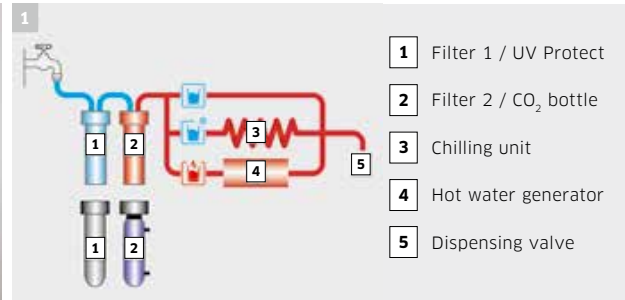 1
1 Filter 1 / UV Protect
2 Filter 2 / CO₂ bottle
3 Chilling unit
4 Hot water generator
5 Dispensing valve
1 2 3 4 5
1 2